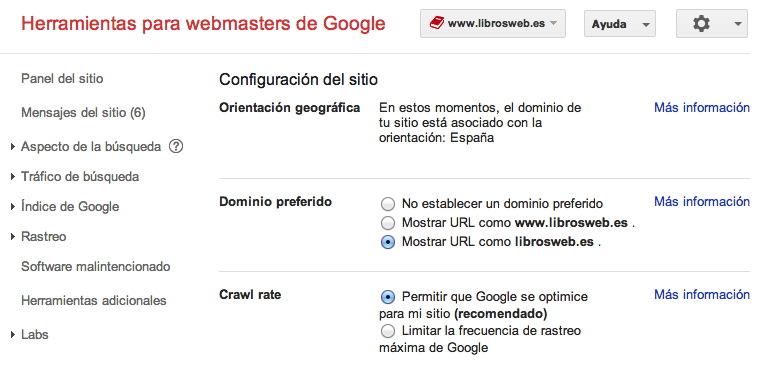 Herramientas para webmasters de Google
www.librosweb.es
Ayuda
Panel del sitio
Mensajes del sitio (6)
Aspecto de la búsqueda ?
Tráfico de búsqueda
Índice de Google
Rastreo
Software malintencionado
Herramientas adicionales
Labs
Configuración del sitio
Orientación geográfica
En estos momentos, el dominio de
tu sitio está asociado con la
orientación: España
Más información
Dominio preferido
No establecer un dominio preferido
Mostrar URL como www.librosweb.es .
Mostrar URL como librosweb.es .
Más información
Crawl rate
Permitir que Google se optimice
para mi sitio (recomendado)
Limitar la frecuencia de rastreo
máxima de Google
Más información